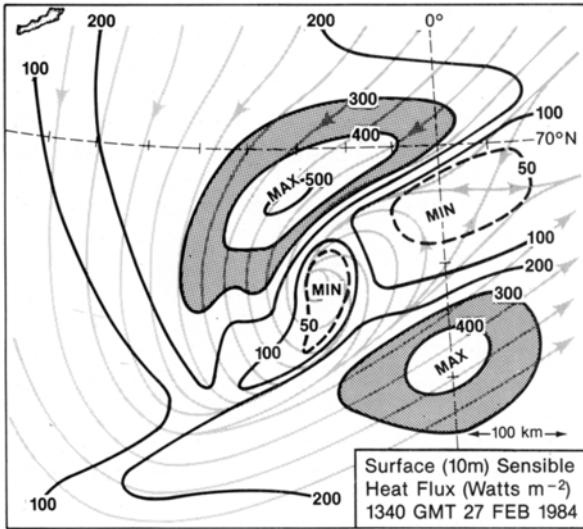 200
200
0°
100
300
100
400
70°N
MAX-500
50
MIN
100
200
MIN
300
50
400
100
MAX
100 km
Surface (10m) Sensible
Heat Flux (Watts m⁻²)
1340 GMT 27 FEB 1984
100
200